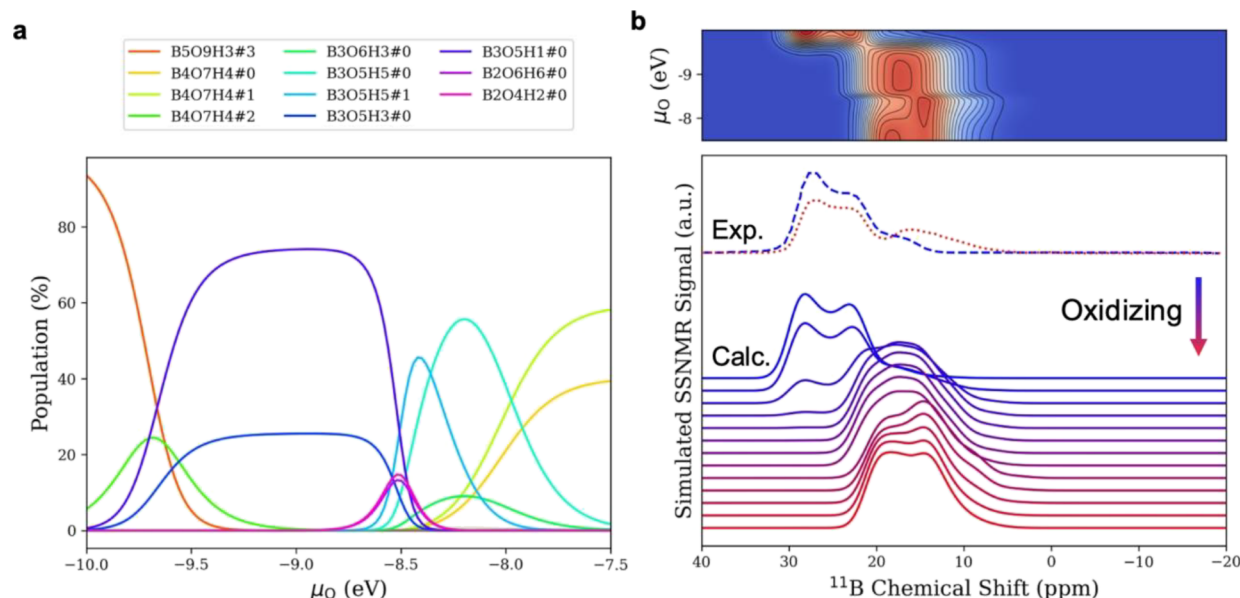 a
B5O9H3#3
B4O7H4#0
B4O7H4#1
B4O7H4#2
B3O6H3#0
B3O5H5#0
B3O5H5#1
B3O5H3#0
B3O5H1#0
B2O6H6#0
B2O4H2#0
Population (%)
80
60
40
20
0
−10.0 −9.5 −9.0 −8.5 −8.0 −7.5
μO (eV)
b
μO (eV)
-9
-8
Simulated SSNMR Signal (a.u.)
Exp.
Oxidizing
Calc.
40 30 20 10 0 −10 −20
¹¹B Chemical Shift (ppm)